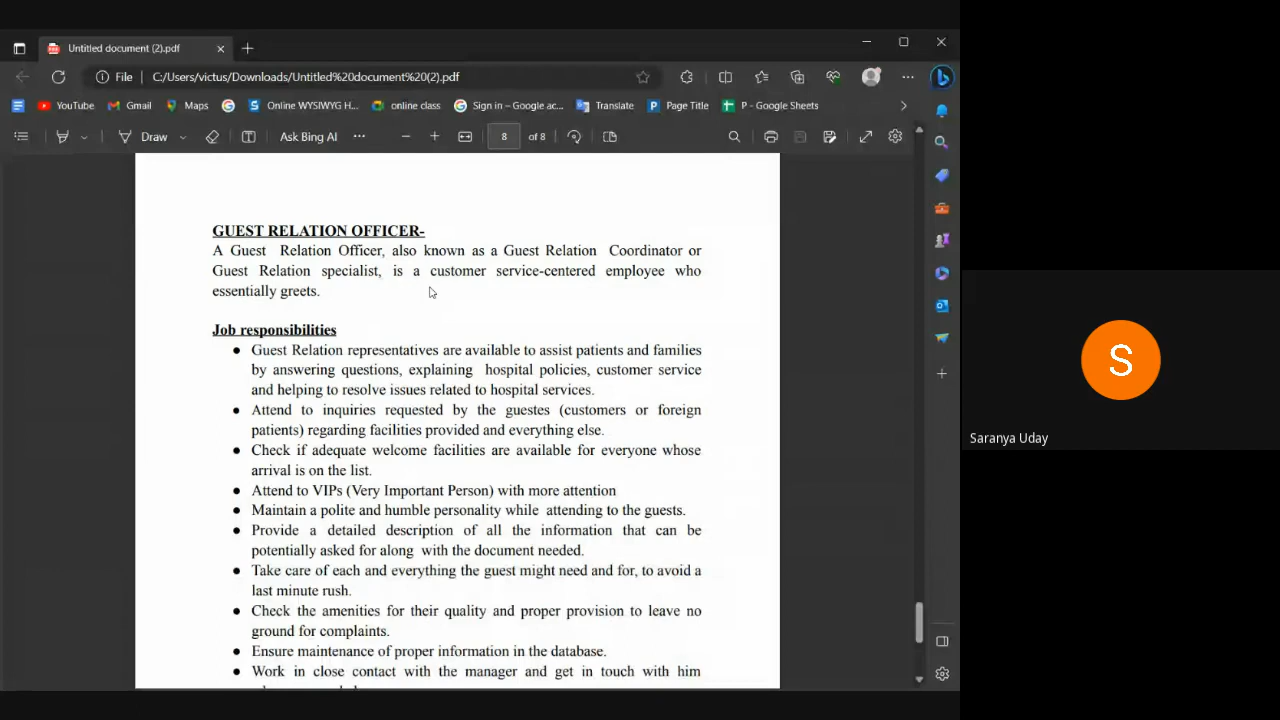 Untitled document (2).pdf
File
C:/Users/victus/Downloads/Untitled%20document%20(2).pdf
YouTube
Gmail
Maps
Online WYSIWYG H...
online class
Sign in – Google ac...
Translate
Page Title
P - Google Sheets
Draw
Ask Bing AI
8 of 8
GUEST RELATION OFFICER-
A Guest Relation Officer, also known as a Guest Relation Coordinator or
Guest Relation specialist, is a customer service-centered employee who
essentially greets.
Job responsibilities
● Guest Relation representatives are available to assist patients and families
by answering questions, explaining hospital policies, customer service
and helping to resolve issues related to hospital services.
● Attend to inquiries requested by the guestes (customers or foreign
patients) regarding facilities provided and everything else.
● Check if adequate welcome facilities are available for everyone whose
arrival is on the list.
● Attend to VIPs (Very Important Person) with more attention
● Maintain a polite and humble personality while attending to the guests.
● Provide a detailed description of all the information that can be
potentially asked for along with the document needed.
● Take care of each and everything the guest might need and for, to avoid a
last minute rush.
● Check the amenities for their quality and proper provision to leave no
ground for complaints.
● Ensure maintenance of proper information in the database.
● Work in close contact with the manager and get in touch with him
S
Saranya Uday